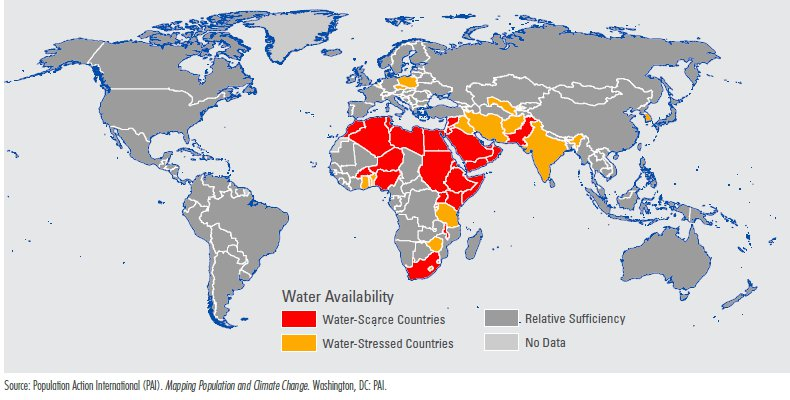 Water Availability
Water-Scarce Countries
Water-Stressed Countries
Relative Sufficiency
No Data
Source: Population Action International (PAI). Mapping Population and Climate Change. Washington, DC: PAI.